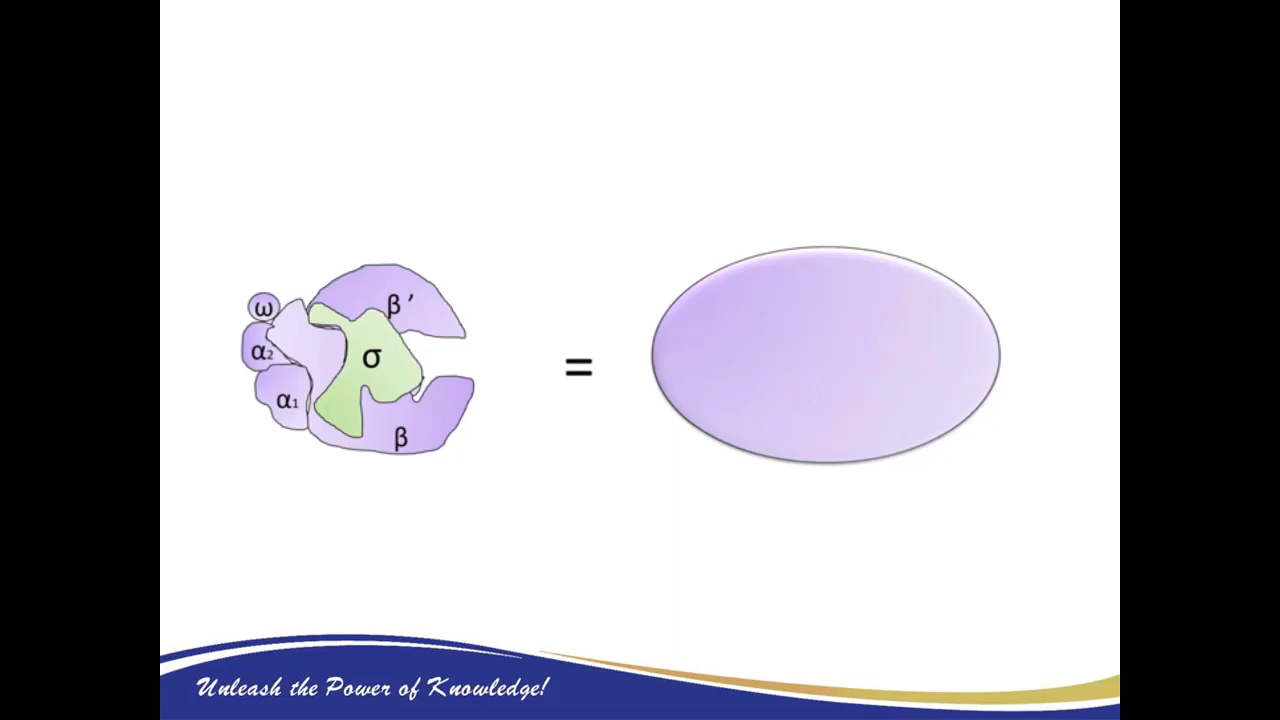 β ’
ω
σ
=
α2
α1
β
Unleash the Power of Knowledge!